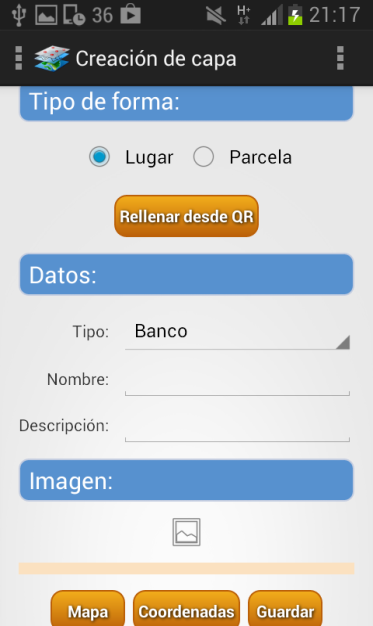 36 H+ 21:17
Creación de capa
Tipo de forma:
Lugar Parcela
Rellenar desde QR
Datos:
Tipo: Banco
Nombre:
Descripción:
Imagen:
Mapa Coordenadas Guardar